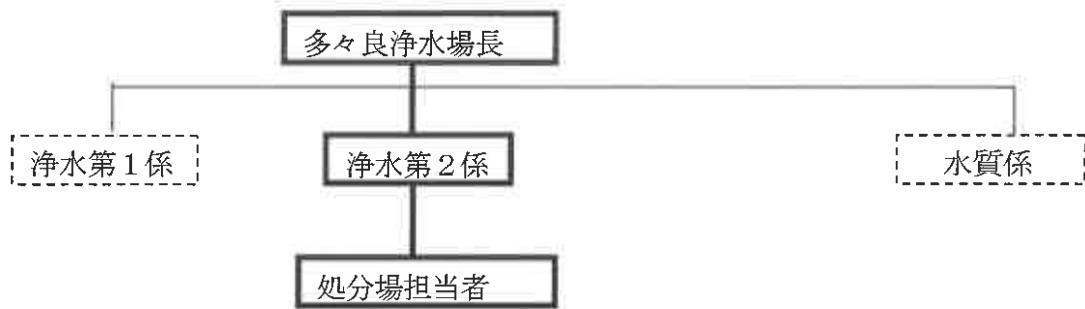 多々良浄水場長
浄水第１係
浄水第２係
水質係
処分場担当者